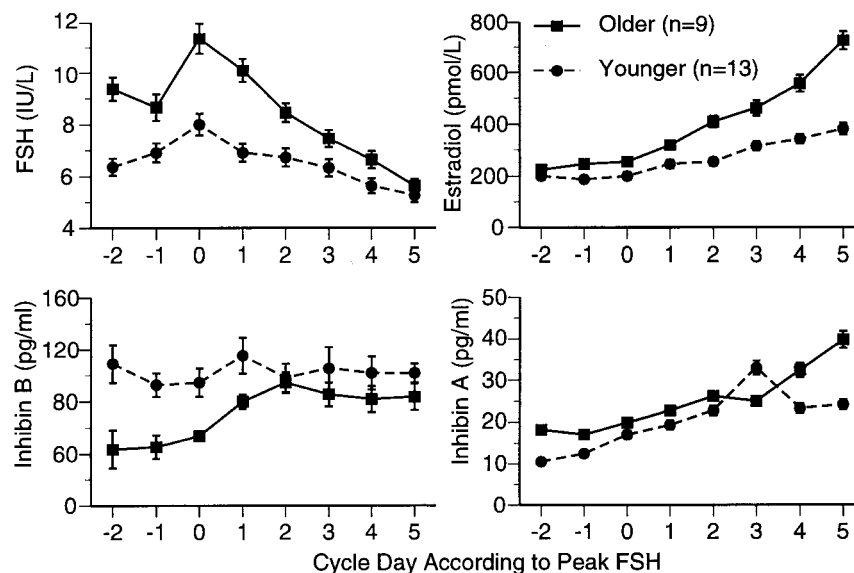 FSH (IU/L)
12
10
8
6
4
-2 -1 0 1 2 3 4 5
Estradiol (pmol/L)
800
600
400
200
0
Older (n=9)
Younger (n=13)
-2 -1 0 1 2 3 4 5
Inhibin B (pg/ml)
160
120
80
60
0
-2 -1 0 1 2 3 4 5
Inhibin A (pg/ml)
50
40
30
20
10
0
-2 -1 0 1 2 3 4 5
Cycle Day According to Peak FSH